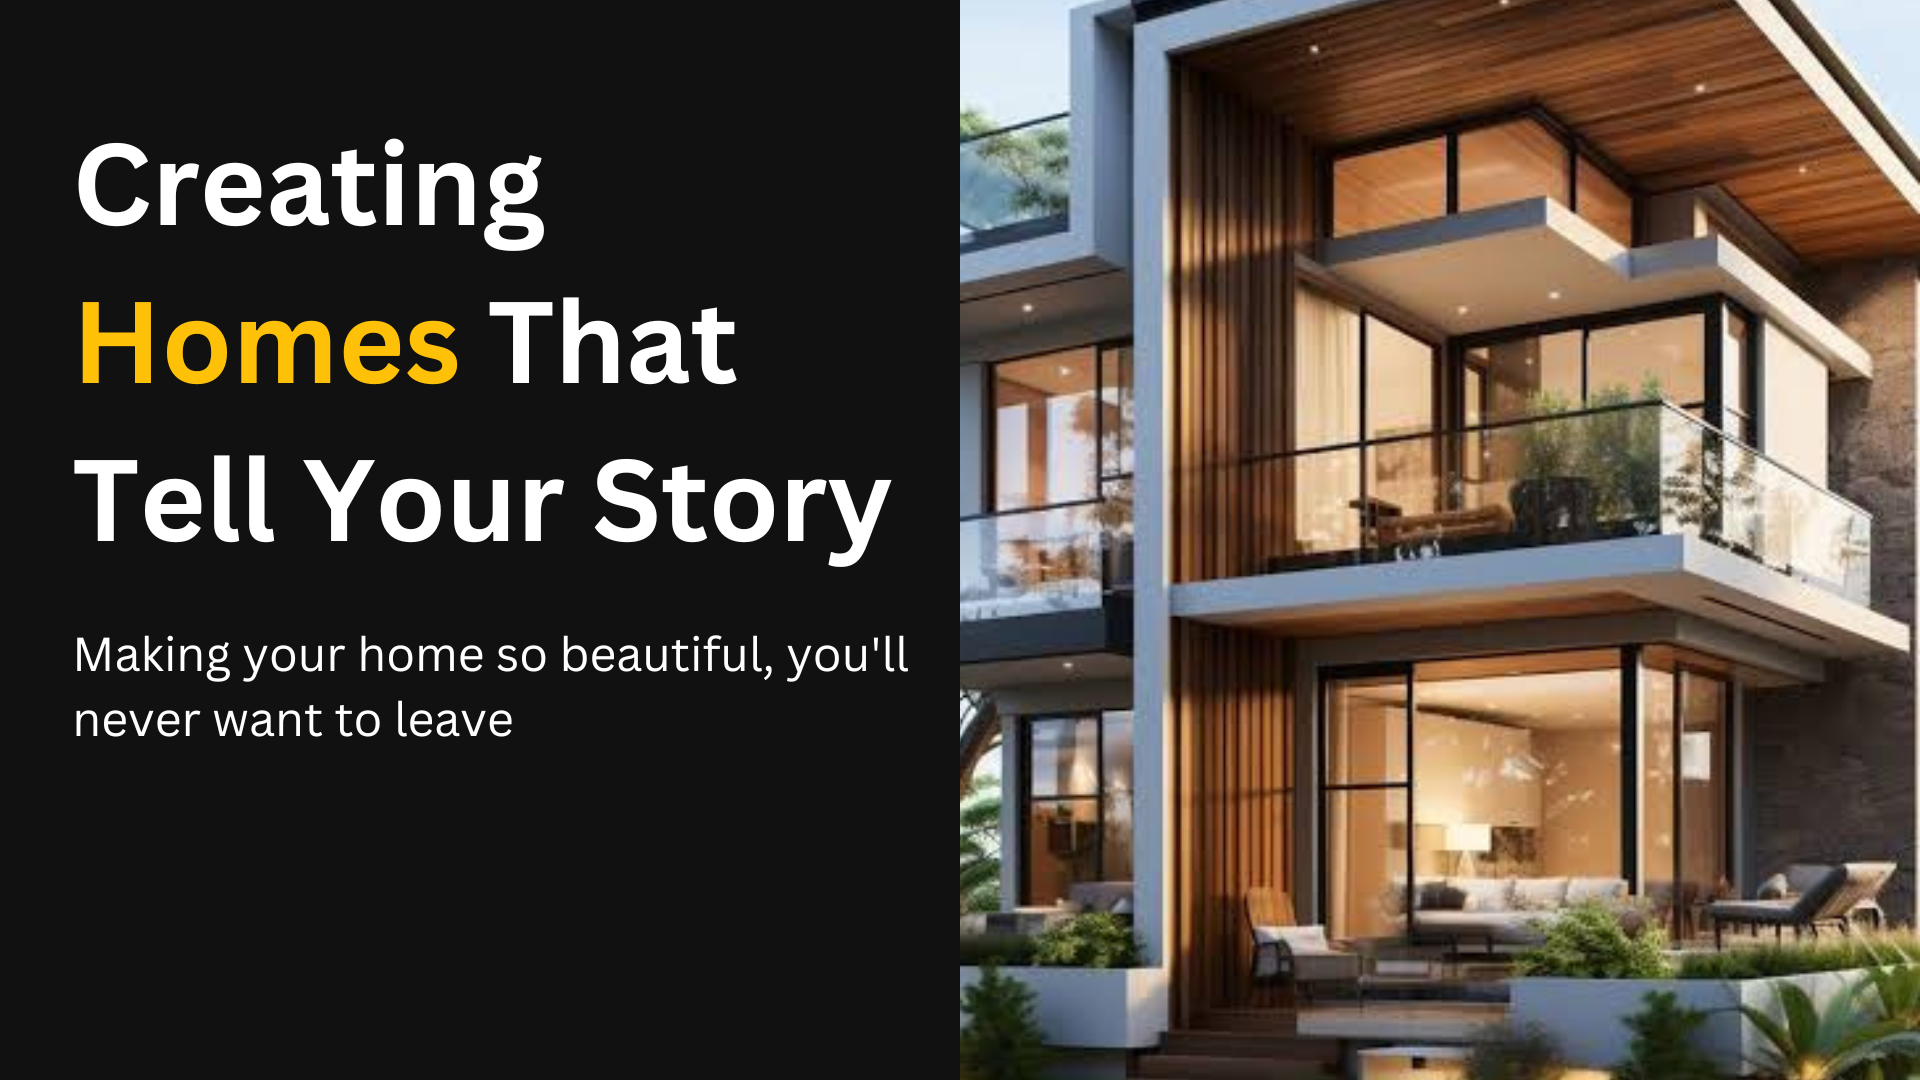 Creating
Homes That
Tell Your Story
Making your home so beautiful, you'll
never want to leave